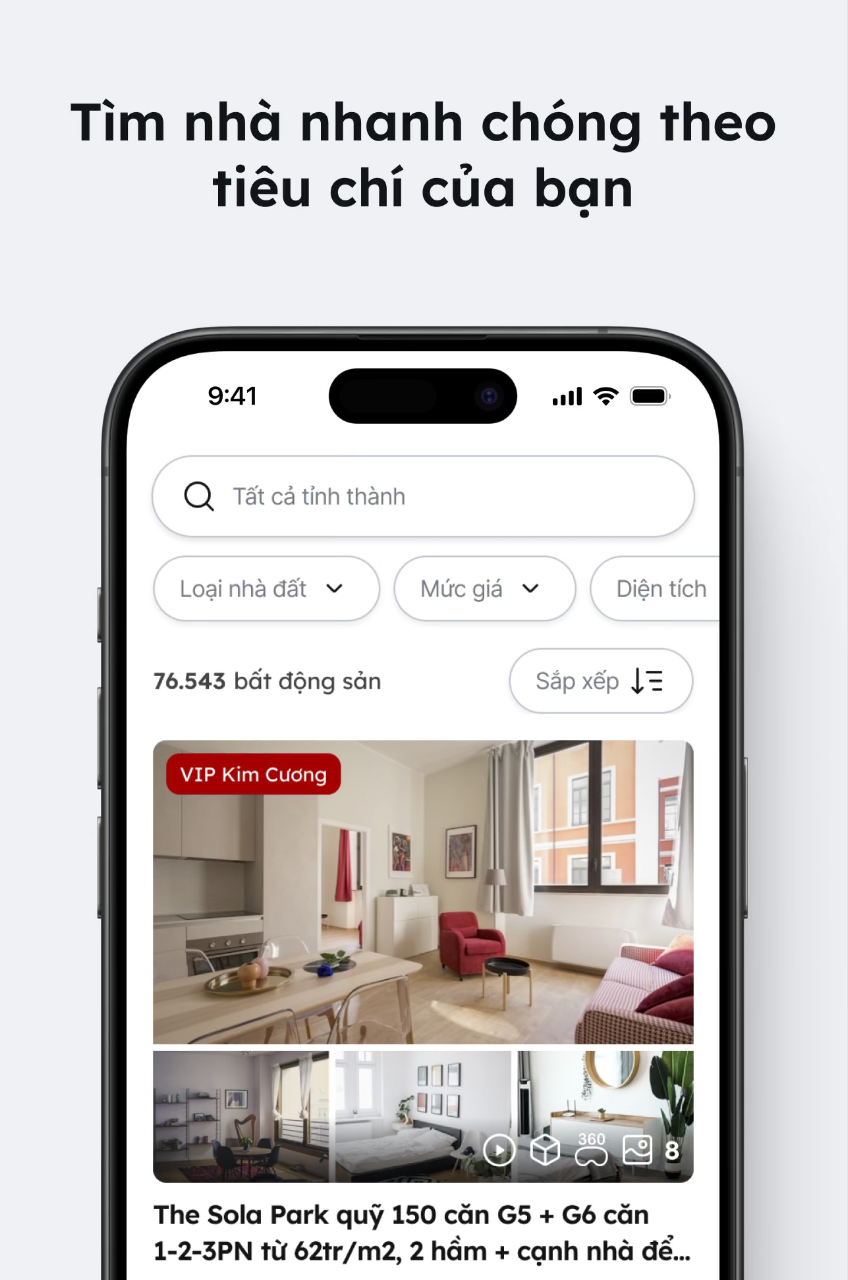 Tìm nhà nhanh chóng theo
tiêu chí của bạn
9:41
Tất cả tỉnh thành
Loại nhà đất
Mức giá
Diện tích
76.543 bất động sản
Sắp xếp
VIP Kim Cương
360
8
The Sola Park quỹ 150 căn G5 + G6 căn
1-2-3PN từ 62tr/m2, 2 hầm + cạnh nhà để...